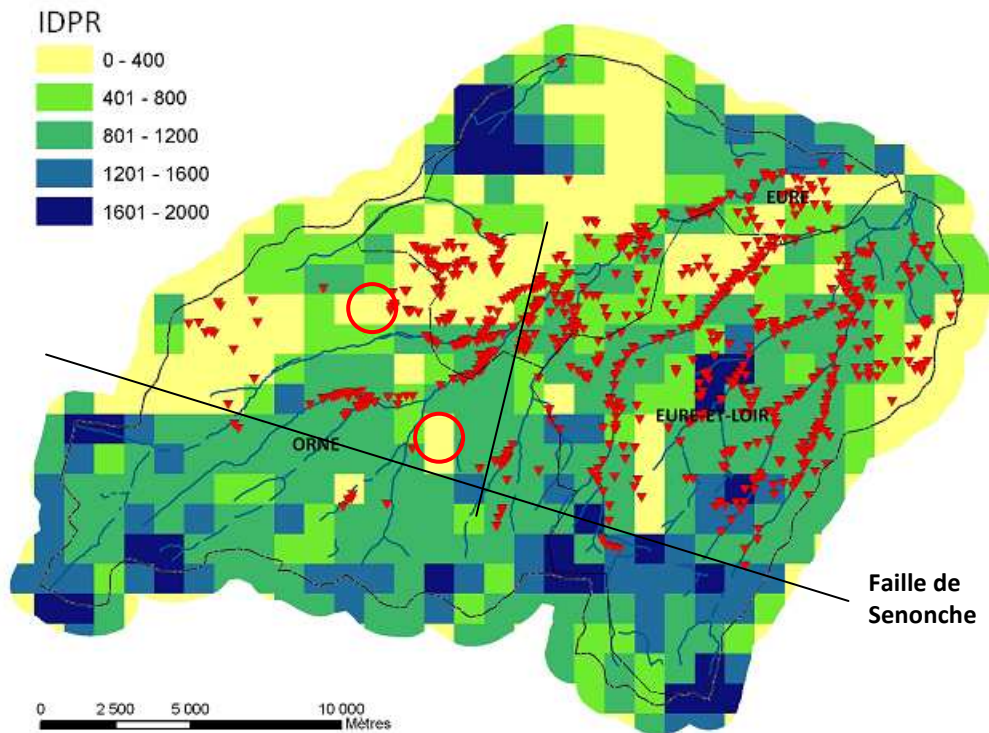 IDPR
0 - 400
401 - 800
801 - 1200
1201 - 1600
1601 - 2000
EURE
EURE-ET-LOIR
ORNE
Faille de
Senonche
0 2 500 5 000 10 000
Mètres